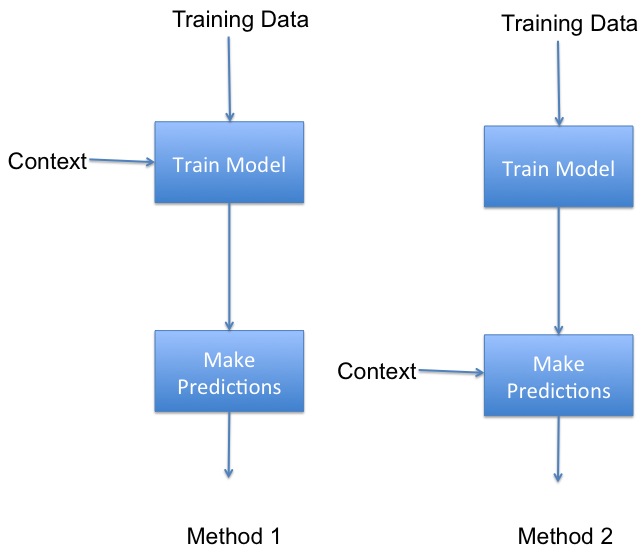 Training Data
Context
Train Model
Make
Predictions
Method 1
Training Data
Train Model
Context
Make
Predictions
Method 2